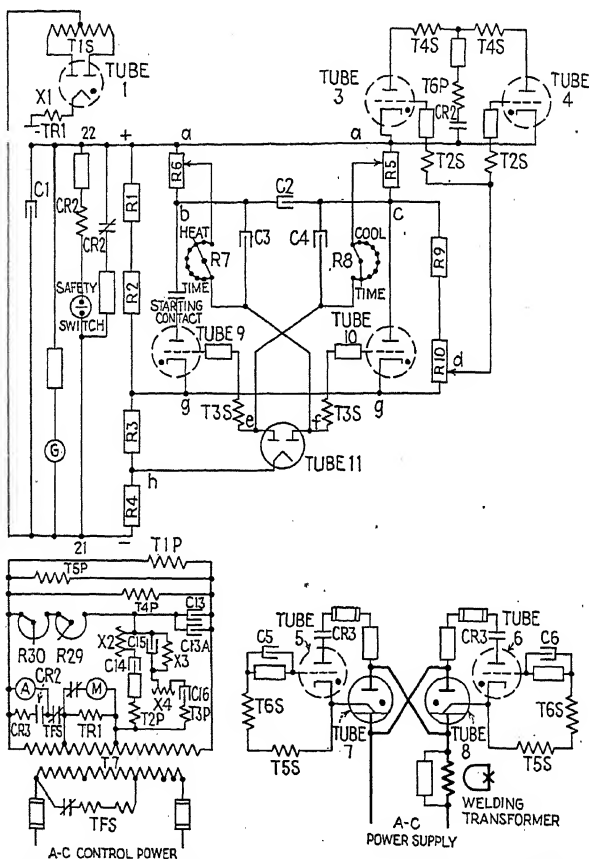 T1S
TUBE 1
X1
-TR1
22
+
a
a
T4S
T4S
TUBE 3
T6P
CR2
TUBE 4
T2S
T2S
C1
CR2
CR2
SAFETY SWITCH
G
R1
R2
R3
R4
h
21
−
R6
R5
b
C2
c
HEAT
R7
TIME
C3
C4
COOL
R8
TIME
R9
R10
d
STARTING CONTACT
TUBE 9
TUBE 10
g
g
T3S
T3S
e
f
TUBE 11
T1P
T5P
T4P
C13
C13A
R30
R29
X2
C15
X3
C14
X4
C16
T2P
T3P
A
CR2
M
CR3
TFS
TR1
T7
TFS
A-C CONTROL POWER
C5
TUBE 5
CR3
CR3
TUBE 6
C6
T6S
T6S
TUBE 7
TUBE 8
T5S
T5S
A-C POWER SUPPLY
WELDING TRANSFORMER